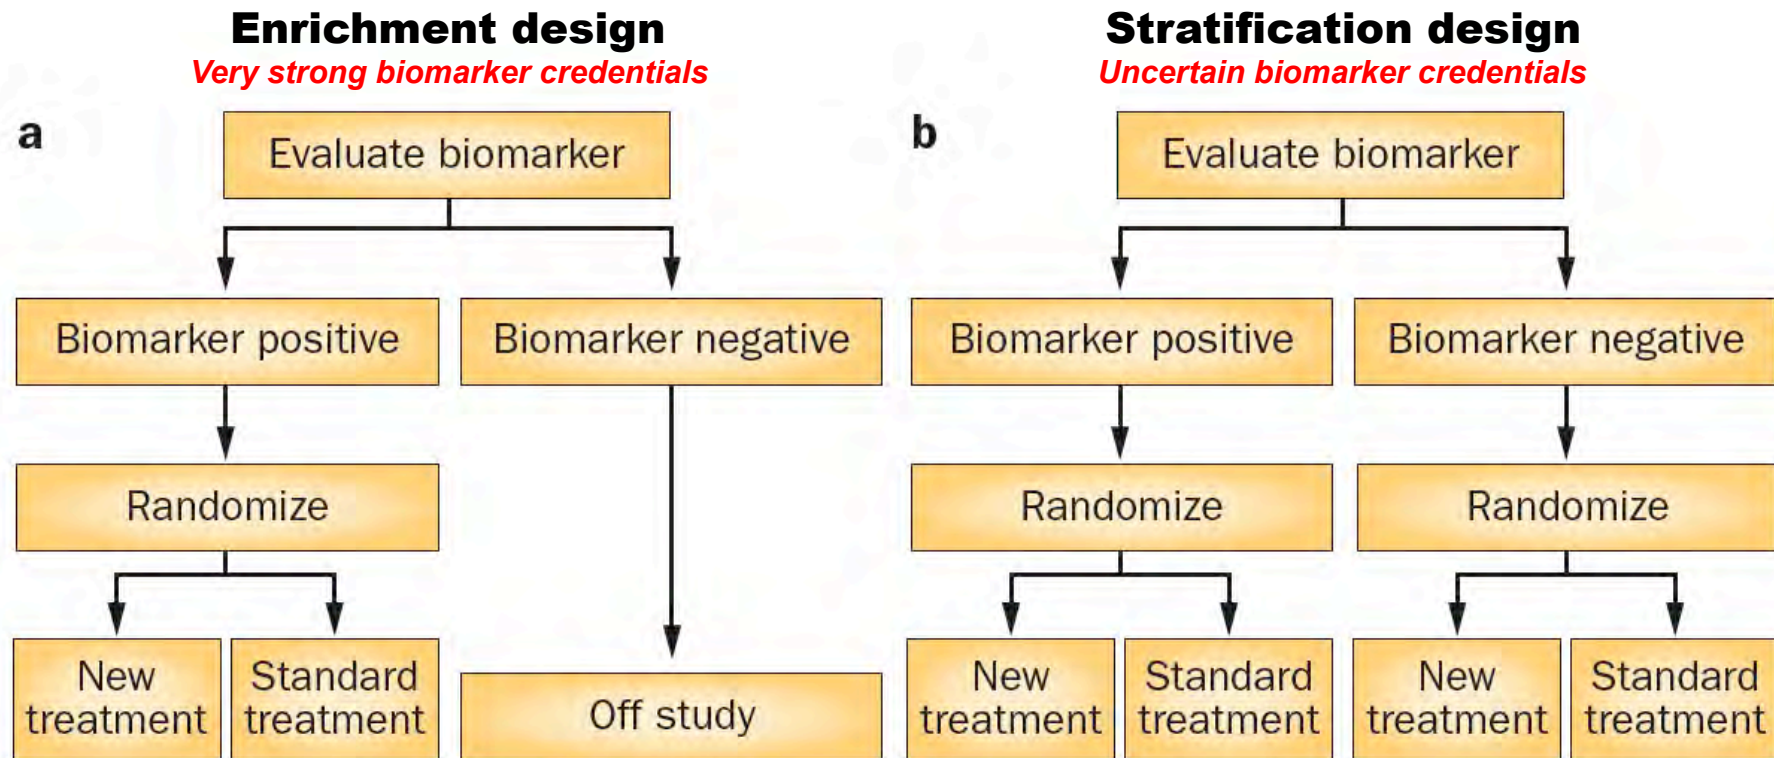 Enrichment design
Very strong biomarker credentials
a
Evaluate biomarker
Biomarker positive
Biomarker negative
Randomize
New
treatment
Standard
treatment
Off study
Stratification design
Uncertain biomarker credentials
b
Evaluate biomarker
Biomarker positive
Biomarker negative
Randomize
Randomize
New
treatment
Standard
treatment
New
treatment
Standard
treatment